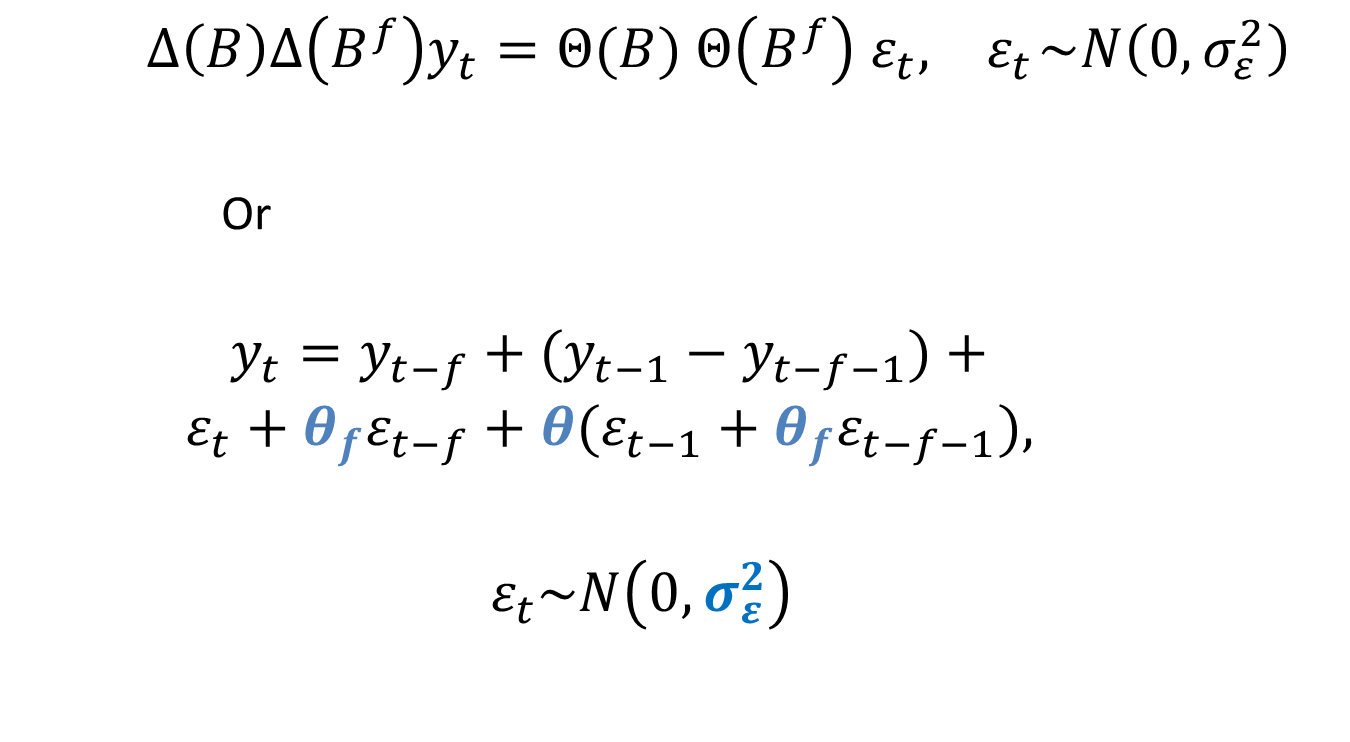 Δ(B)Δ(B^f)y_t = Θ(B) Θ(B^f) ε_t, ε_t~N(0, σ_ε^2)
Or
y_t = y_{t−f} + (y_{t−1} − y_{t−f−1}) +
ε_t + θ_f ε_{t−f} + θ(ε_{t−1} + θ_f ε_{t−f−1}),
ε_t~N(0, σ_ε^2)